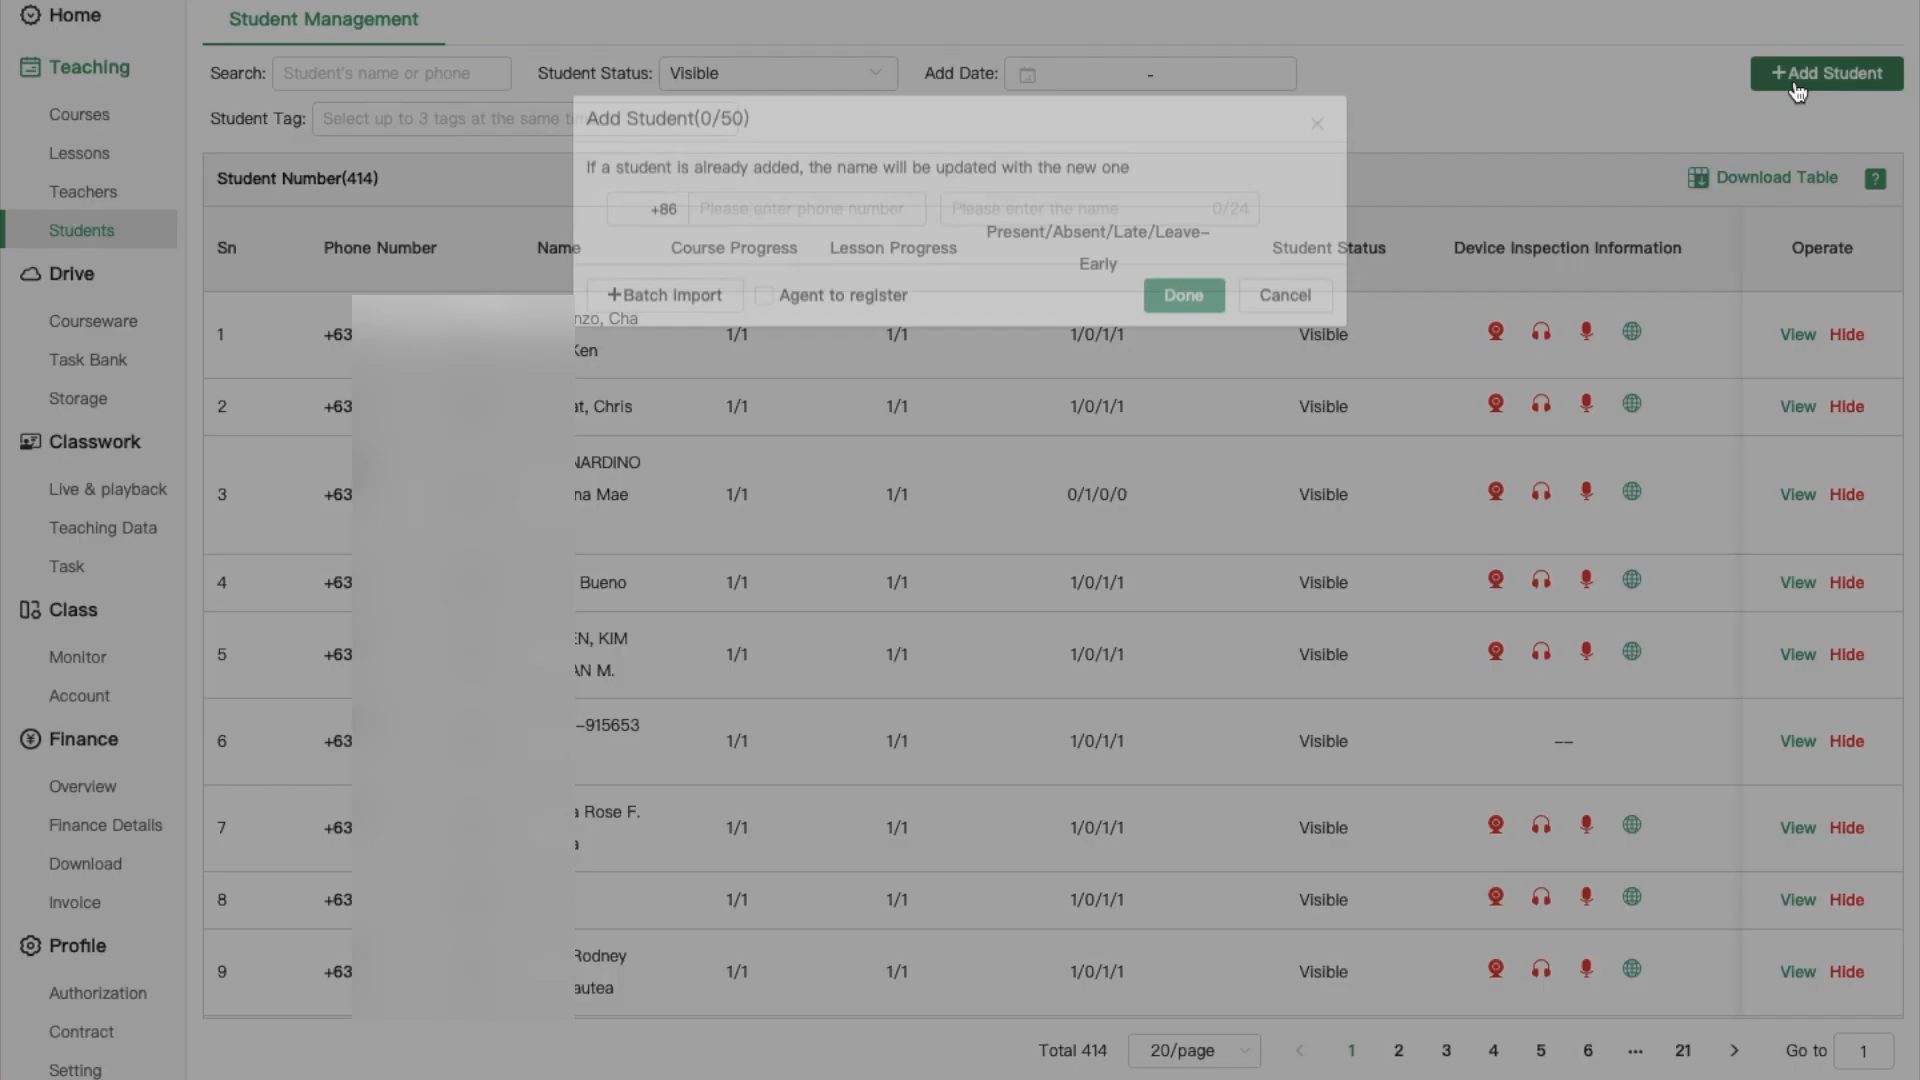 Home
Teaching
Courses
Lessons
Teachers
Students
Drive
Courseware
Task Bank
Storage
Classwork
Live & playback
Teaching Data
Task
Class
Monitor
Account
Finance
Overview
Finance Details
Download
Invoice
Profile
Authorization
Contract
Setting
Student Management
Search: Student's name or phone Student Status: Visible Add Date: - +Add Student
Student Tag: Select up to 3 tags at the same
Add Student(0/50)
If a student is already added, the name will be updated with the new one
+86 Please enter phone number Please enter the name 0/24
+Batch import Agent to register Done Cancel
Student Number(414) Download Table ?
Sn Phone Number Name Course Progress Lesson Progress Present/Absent/Late/Leave-Early Student Status Device Inspection Information Operate
1 +63 nzo, Cha Ken 1/1 1/1 1/0/1/1 Visible View Hide
2 +63 at, Chris 1/1 1/1 1/0/1/1 Visible View Hide
3 +63 NARDINO na Mae 1/1 1/1 0/1/0/0 Visible View Hide
4 +63 Bueno 1/1 1/1 1/0/1/1 Visible View Hide
5 +63 EN, KIM AN M. 1/1 1/1 1/0/1/1 Visible View Hide
6 +63 -915653 1/1 1/1 1/0/1/1 Visible -- View Hide
7 +63 a Rose F. a 1/1 1/1 1/0/1/1 Visible View Hide
8 +63 1/1 1/1 1/0/1/1 Visible View Hide
9 +63 Rodney autea 1/1 1/1 1/0/1/1 Visible View Hide
Total 414 20/page < 1 2 3 4 5 6 ... 21 > Go to 1